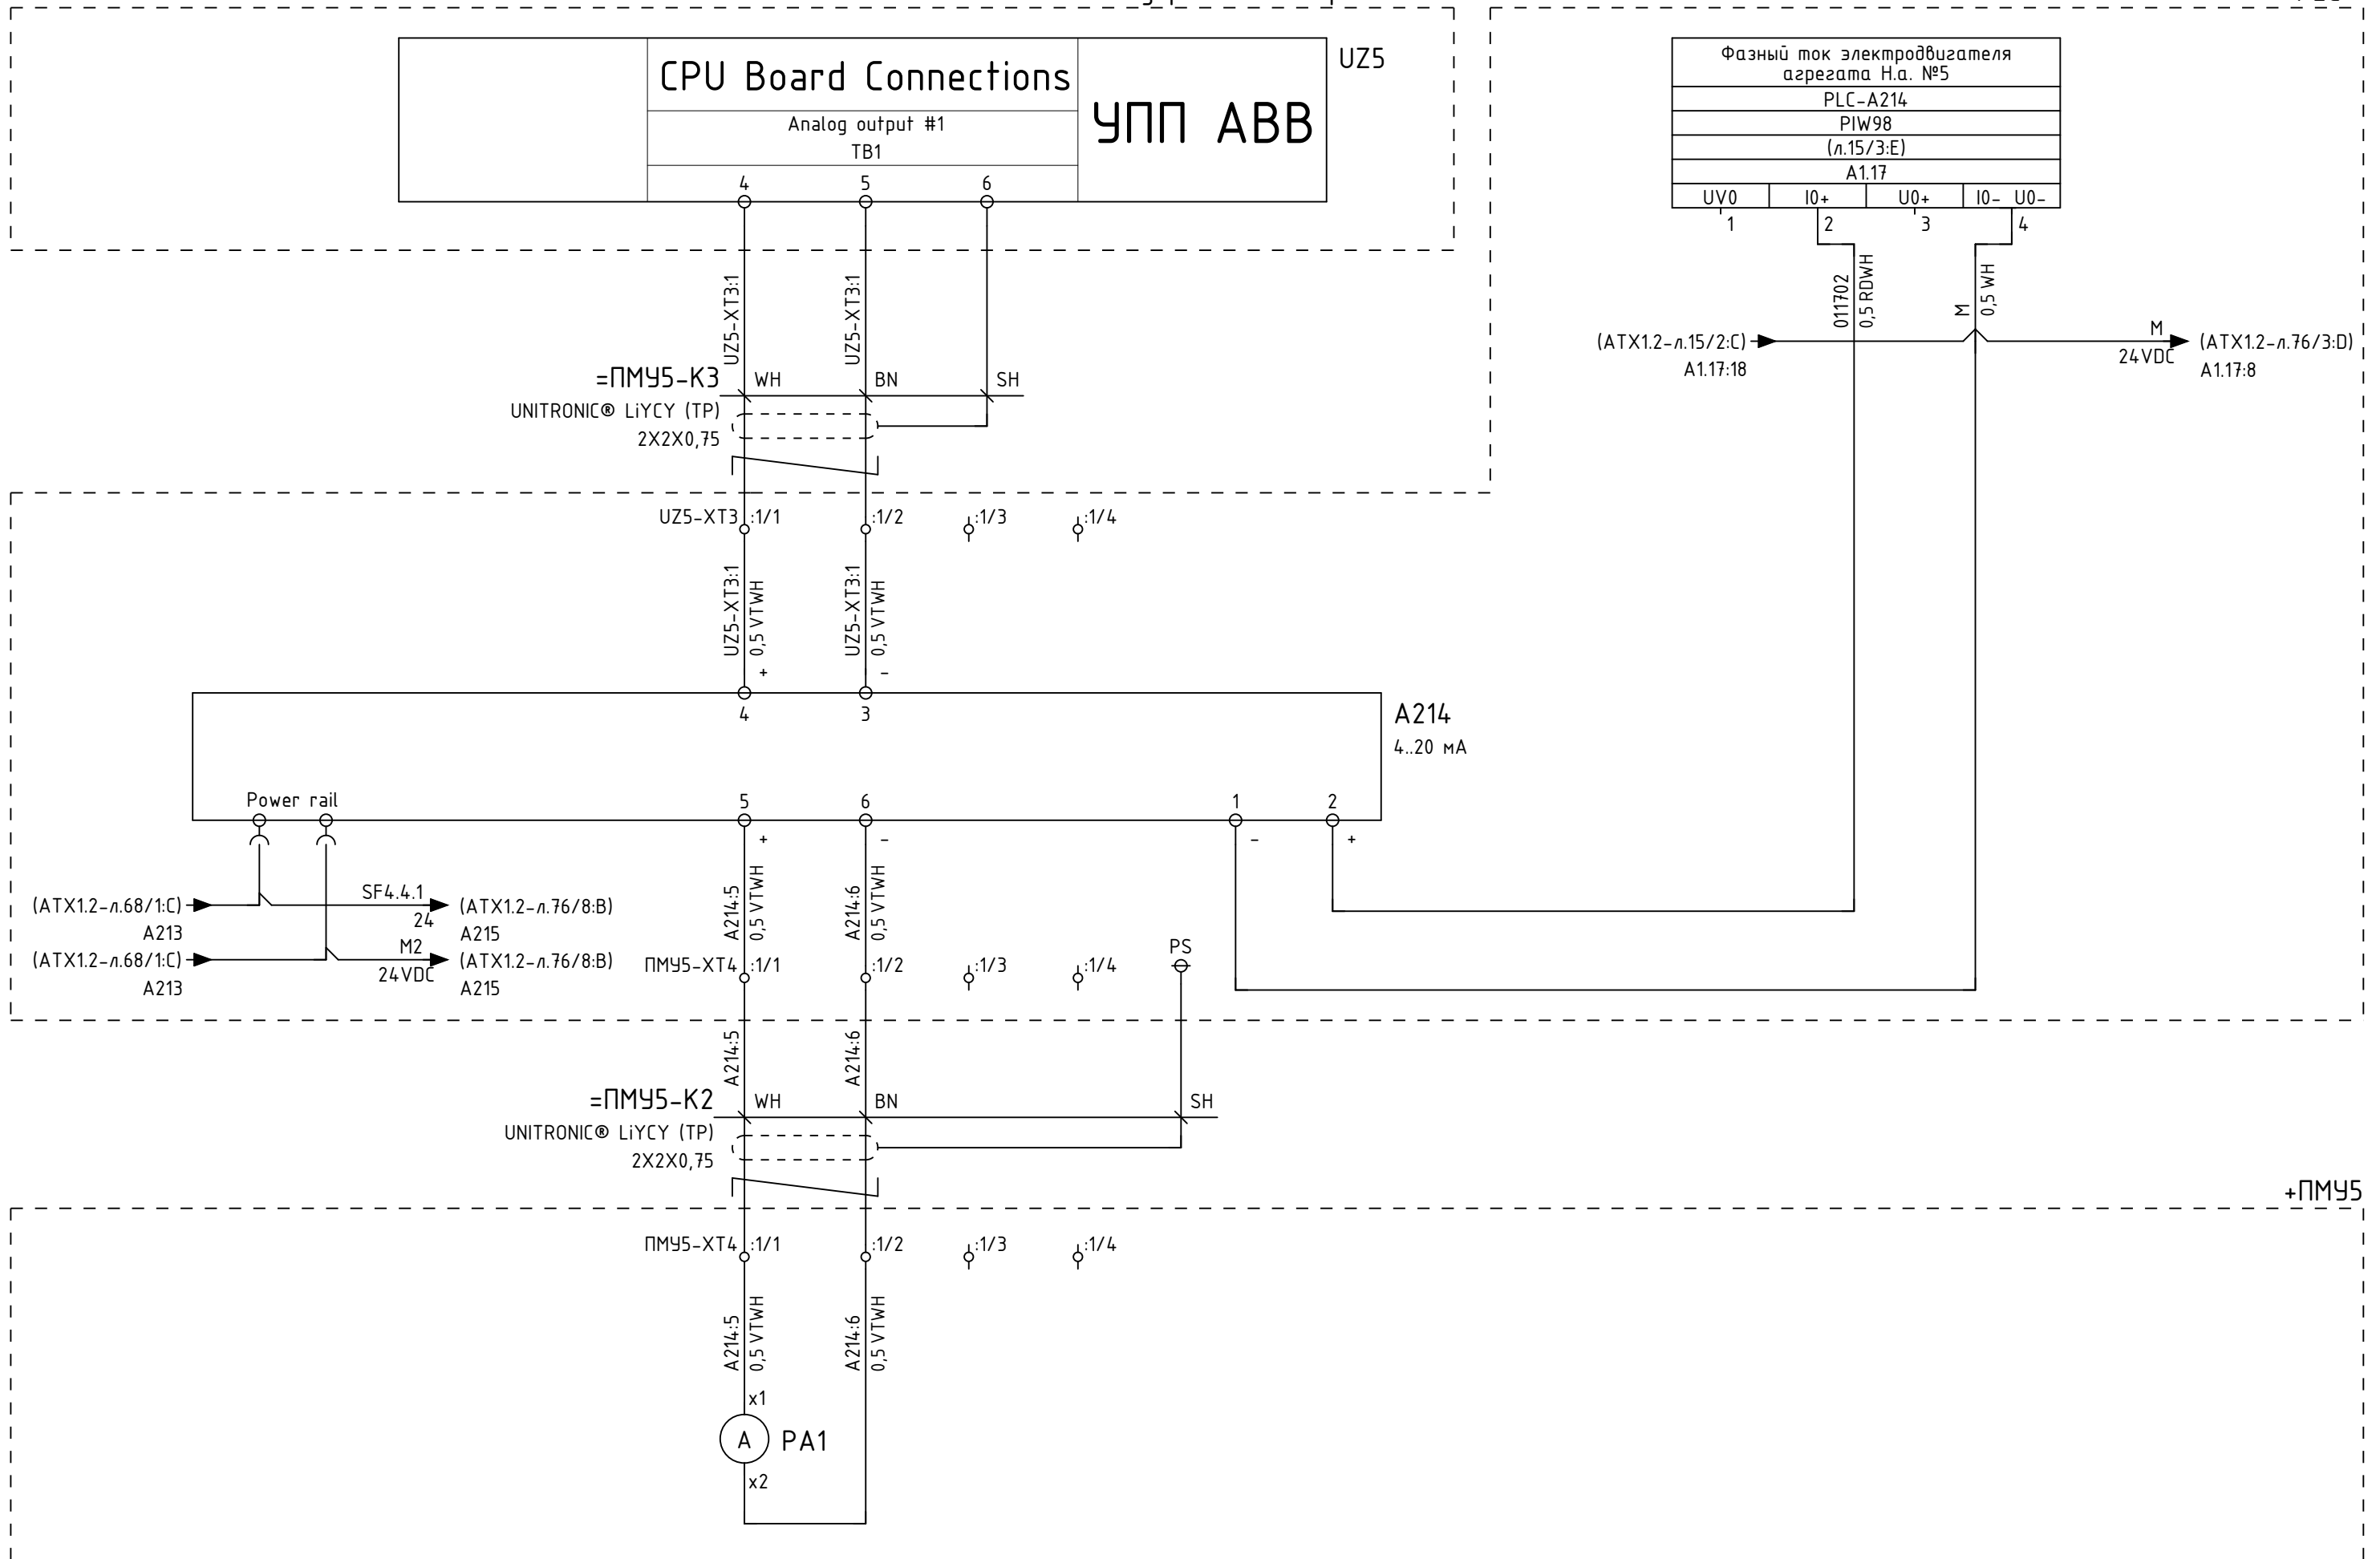 UZ5
CPU Board Connections
УПП ABB
Analog output #1
TB1
4
5
6
Фазный ток электродвигателя
агрегата Н.а. №5
PLC-A214
PIW98
(л.15/3:E)
A1.17
UV0
I0+
U0+
I0-
U0-
1
2
3
4
UZ5-XT3:1
UZ5-XT3:1
011702
0,5 RDWH
M
0,5 WH
(ATX1.2-л.15/2:C)
A1.17:18
M
24VDC
(ATX1.2-л.76/3:D)
A1.17:8
=ПМУ5-K3
WH
BN
SH
UNITRONIC® LiYCY (TP)
2X2X0,75
UZ5-XT3
:1/1
:1/2
:1/3
:1/4
UZ5-XT3:1
0,5 VTWH
UZ5-XT3:1
0,5 VTWH
+
-
4
3
A214
4..20 мА
Power rail
5
6
1
2
+
-
-
+
(ATX1.2-л.68/1:C)
A213
SF4.4.1
24
(ATX1.2-л.76/8:B)
A215
(ATX1.2-л.68/1:C)
A213
M2
24VDC
(ATX1.2-л.76/8:B)
A215
A214:5
0,5 VTWH
A214:6
0,5 VTWH
ПМУ5-XT4
:1/1
:1/2
:1/3
:1/4
PS
A214:5
A214:6
=ПМУ5-K2
WH
BN
SH
UNITRONIC® LiYCY (TP)
2X2X0,75
+ПМУ5
ПМУ5-XT4
:1/1
:1/2
:1/3
:1/4
A214:5
0,5 VTWH
A214:6
0,5 VTWH
x1
A
PA1
x2